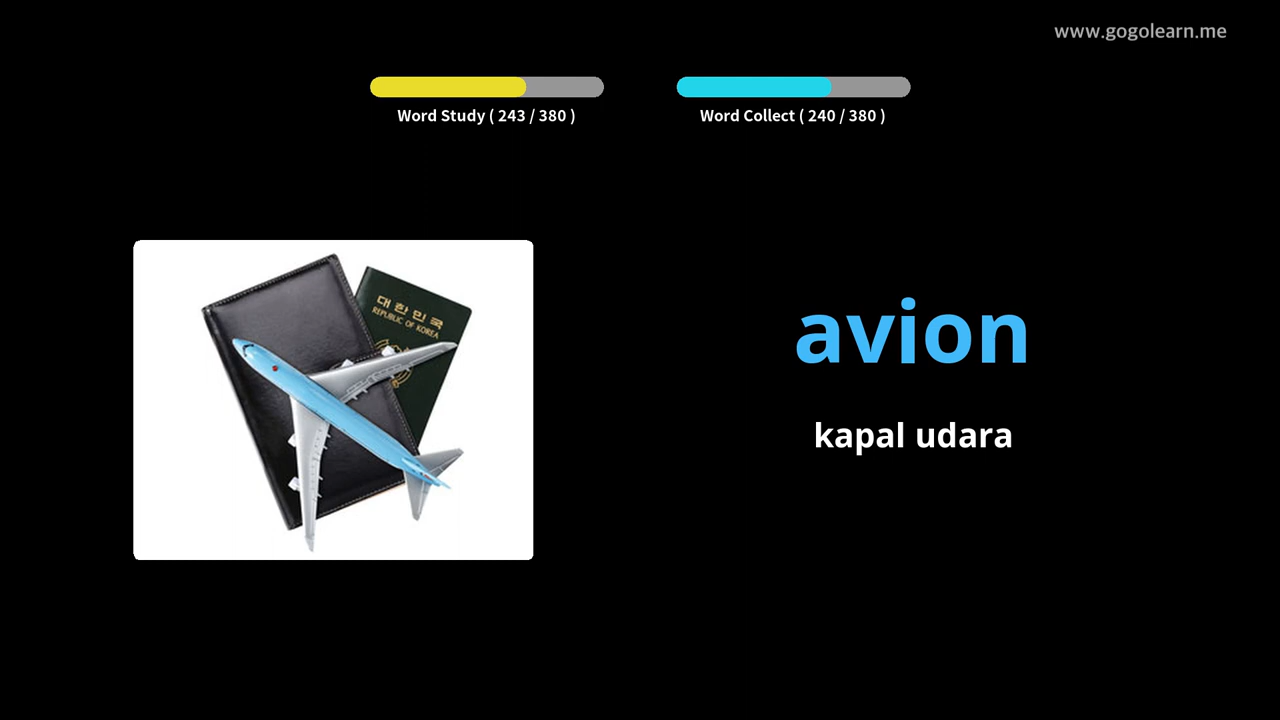 www.gogolearn.me
Word Study ( 243 / 380 )
Word Collect ( 240 / 380 )
대한민국
REPUBLIC OF KOREA
avion
kapal udara